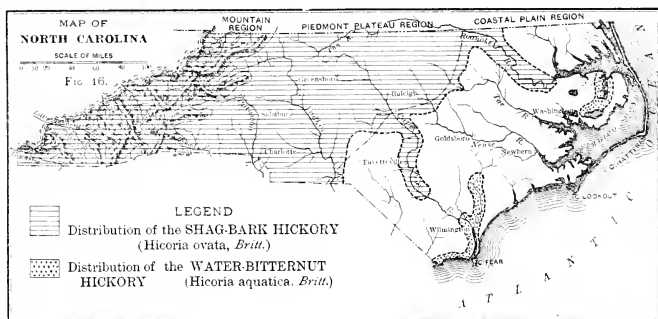 MAP OF
NORTH CAROLINA
SCALE OF MILES
FIG 16.
MOUNTAIN
REGION
PIEDMONT PLATEAU REGION
COASTAL PLAIN REGION
Roanoke
Greensboro
Raleigh
Washington
Salisbury
Goldsboro
Neuse
Newbern
Charlotte
Fayetteville
C. HATTERAS
C. LOOKOUT
Wilmington
C. FEAR
ATLANTIC
LEGEND
Distribution of the SHAG-BARK HICKORY
(Hicoria ovata, Britt.)
Distribution of the WATER-BITTERNUT
HICKORY (Hicoria aquatica. Britt.)